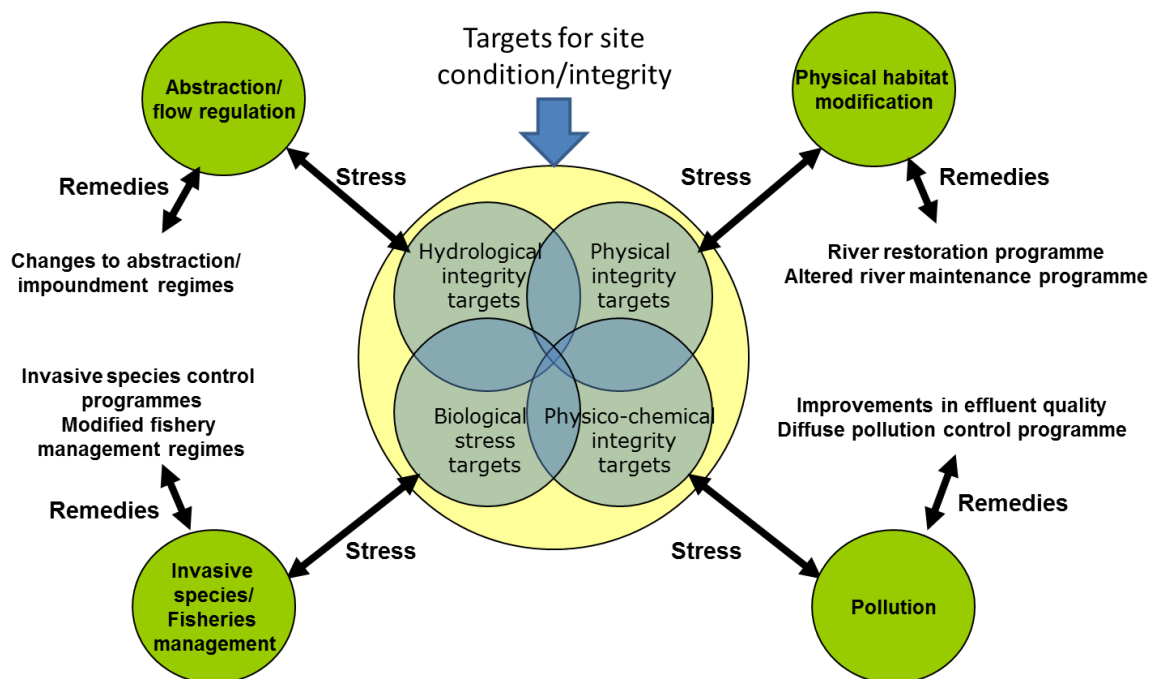 Targets for site
condition/integrity
Abstraction/
flow regulation
Physical habitat
modification
Remedies
Stress
Stress
Remedies
Changes to abstraction/
impoundment regimes
Hydrological
integrity
targets
Physical
integrity
targets
River restoration programme
Altered river maintenance programme
Invasive species control
programmes
Modified fishery
management regimes
Biological
stress
targets
Physico-chemical
integrity
targets
Improvements in effluent quality
Diffuse pollution control programme
Remedies
Stress
Stress
Remedies
Invasive
species/
Fisheries
management
Pollution